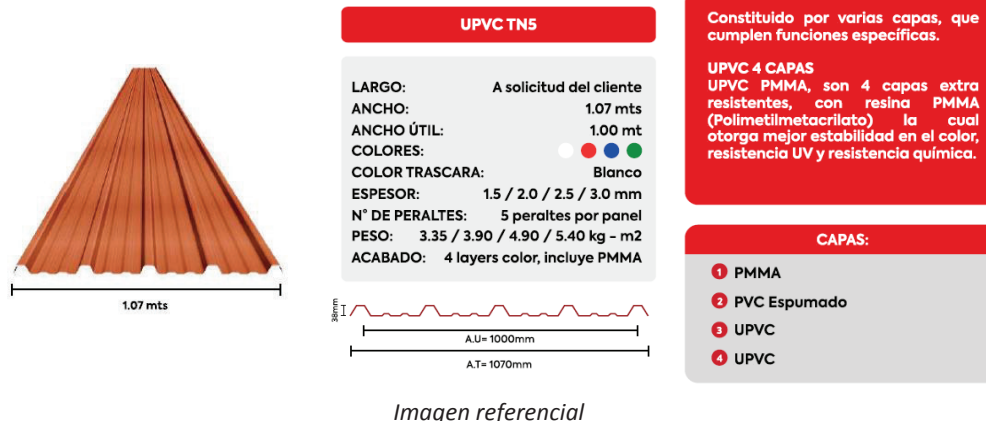 1.07 mts
UPVC TN5
LARGO: A solicitud del cliente
ANCHO: 1.07 mts
ANCHO ÚTIL: 1.00 mt
COLORES:
COLOR TRASCARA: Blanco
ESPESOR: 1.5 / 2.0 / 2.5 / 3.0 mm
N° DE PERALTES: 5 peraltes por panel
PESO: 3.35 / 3.90 / 4.90 / 5.40 kg - m2
ACABADO: 4 layers color, incluye PMMA
38mm
A.U= 1000mm
A.T= 1070mm
Constituido por varias capas, que
cumplen funciones específicas.
UPVC 4 CAPAS
UPVC PMMA, son 4 capas extra
resistentes, con resina PMMA
(Polimetilmetacrilato) la cual
otorga mejor estabilidad en el color,
resistencia UV y resistencia química.
CAPAS:
1 PMMA
2 PVC Espumado
3 UPVC
4 UPVC
Imagen referencial